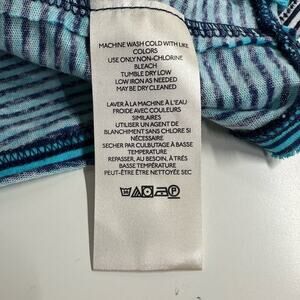 MACHINE WASH COLD WITH LIKE
COLORS
USE ONLY NON-CHLORINE
BLEACH
TUMBLE DRY LOW
LOW IRON AS NEEDED
MAY BE DRY CLEANED
LAVER À LA MACHINE À L'EAU
FROIDE AVEC COULEURS
SIMILAIRES
UTILISER UN AGENT DE
BLANCHIMENT SANS CHLORE SI
NÉCESSAIRE
SECHER PAR CULBUTAGE À BASSE
TEMPERATURE
REPASSER, AU BESOIN, À TRÈS
BASSE TEMPÉRATURE
PEUT-ÊTRE ÊTRE NETTOYÉE SEC